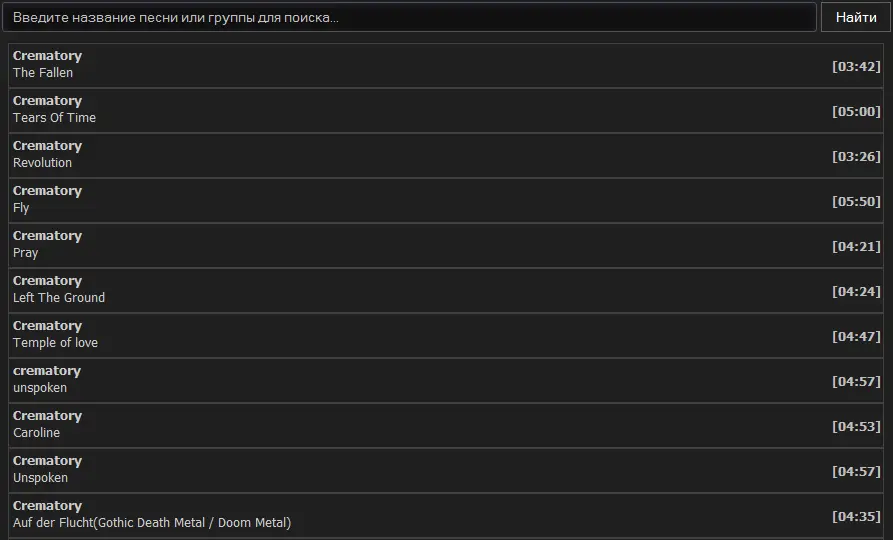 Введите название песни или группы для поиска...
Найти
Crematory
The Fallen
[03:42]
Crematory
Tears Of Time
[05:00]
Crematory
Revolution
[03:26]
Crematory
Fly
[05:50]
Crematory
Pray
[04:21]
Crematory
Left The Ground
[04:24]
Crematory
Temple of love
[04:47]
crematory
unspoken
[04:57]
Crematory
Caroline
[04:53]
Crematory
Unspoken
[04:57]
Crematory
Auf der Flucht(Gothic Death Metal / Doom Metal)
[04:35]